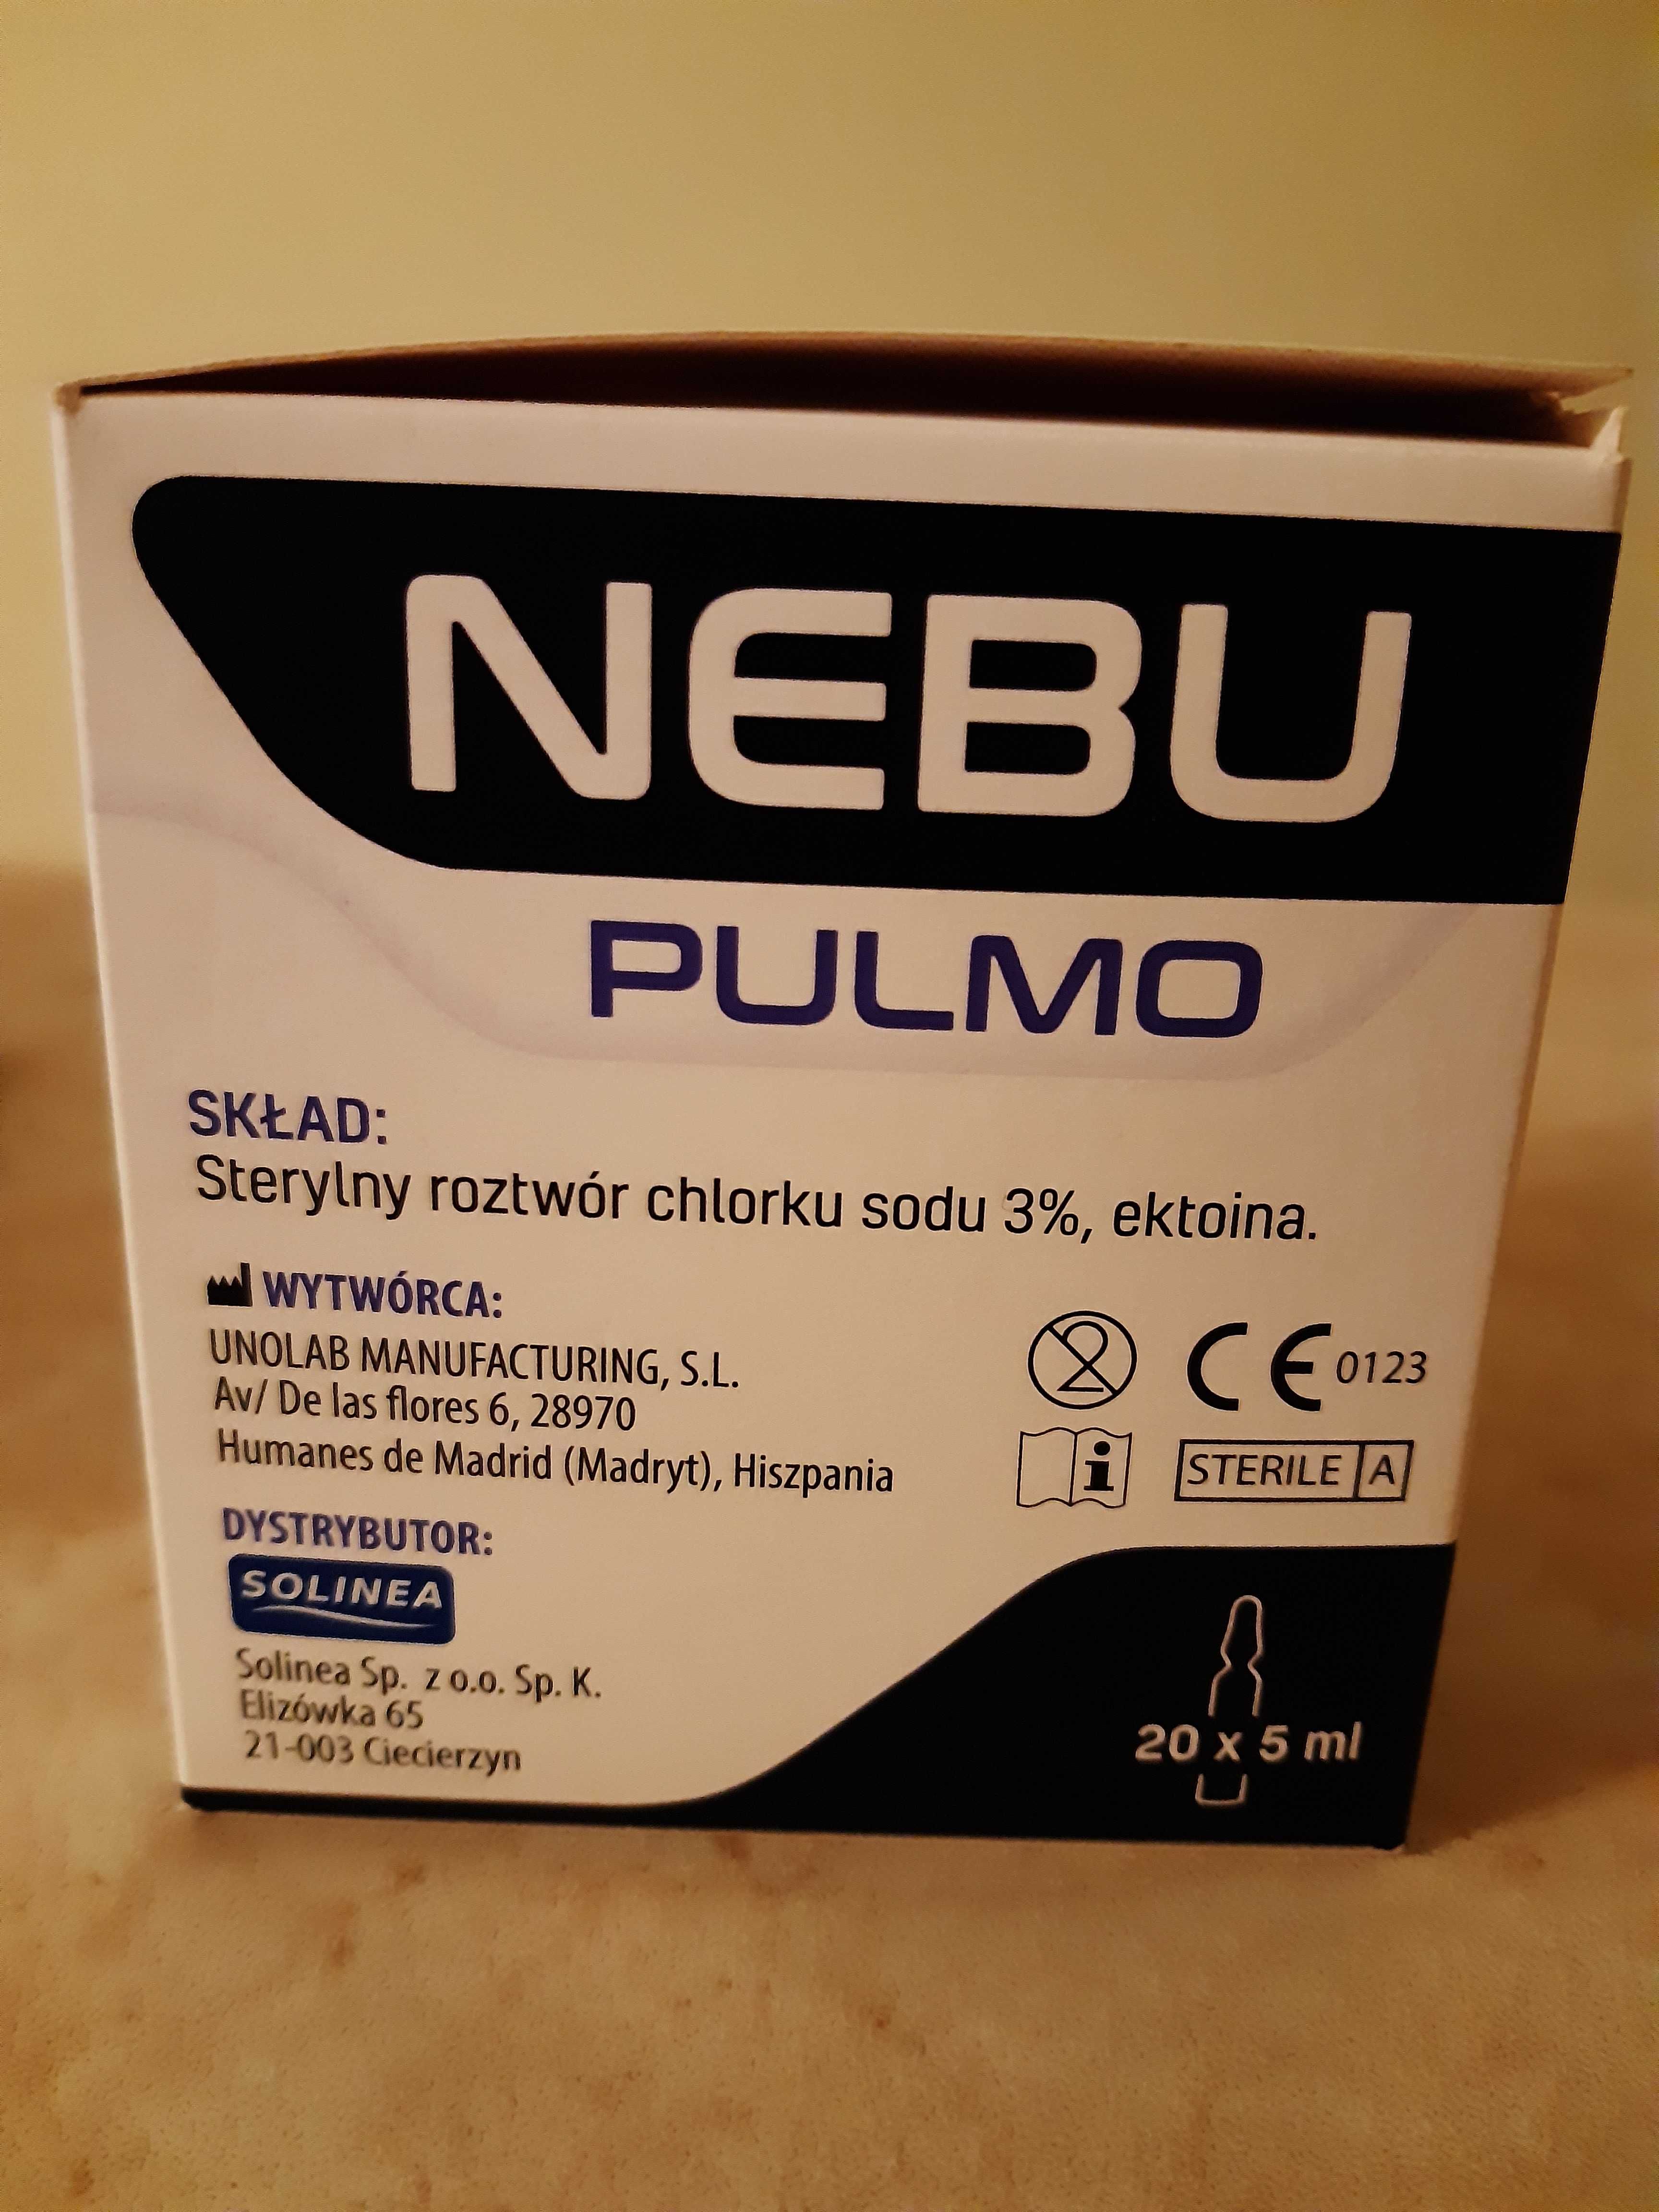 NEBU
PULMO
SKŁAD:
Sterylny roztwór chlorku sodu 3%, ektoina.
WYTWÓRCA:
UNOLAB MANUFACTURING, S.L.
Av/ De las flores 6, 28970
Humanes de Madrid (Madryt), Hiszpania
2
CE 0123
i
STERILE A
DYSTRYBUTOR:
SOLINEA
Solinea Sp. z o.o. Sp. K.
Elizówka 65
21-003 Ciecierzyn
20 x 5 ml